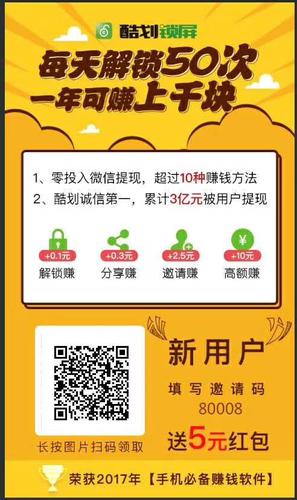 酷划锁屏
每天解锁50次
一年可赚上千块
1、零投入微信提现，超过10种赚钱方法
2、酷划诚信第一，累计3亿元被用户提现
+0.1元 +0.3元 +2.5元 +10元
解锁赚 分享赚 邀请赚 高额赚
新用户
填写邀请码
80008
送5元红包
长按图片扫码领取
荣获2017年【手机必备赚钱软件】